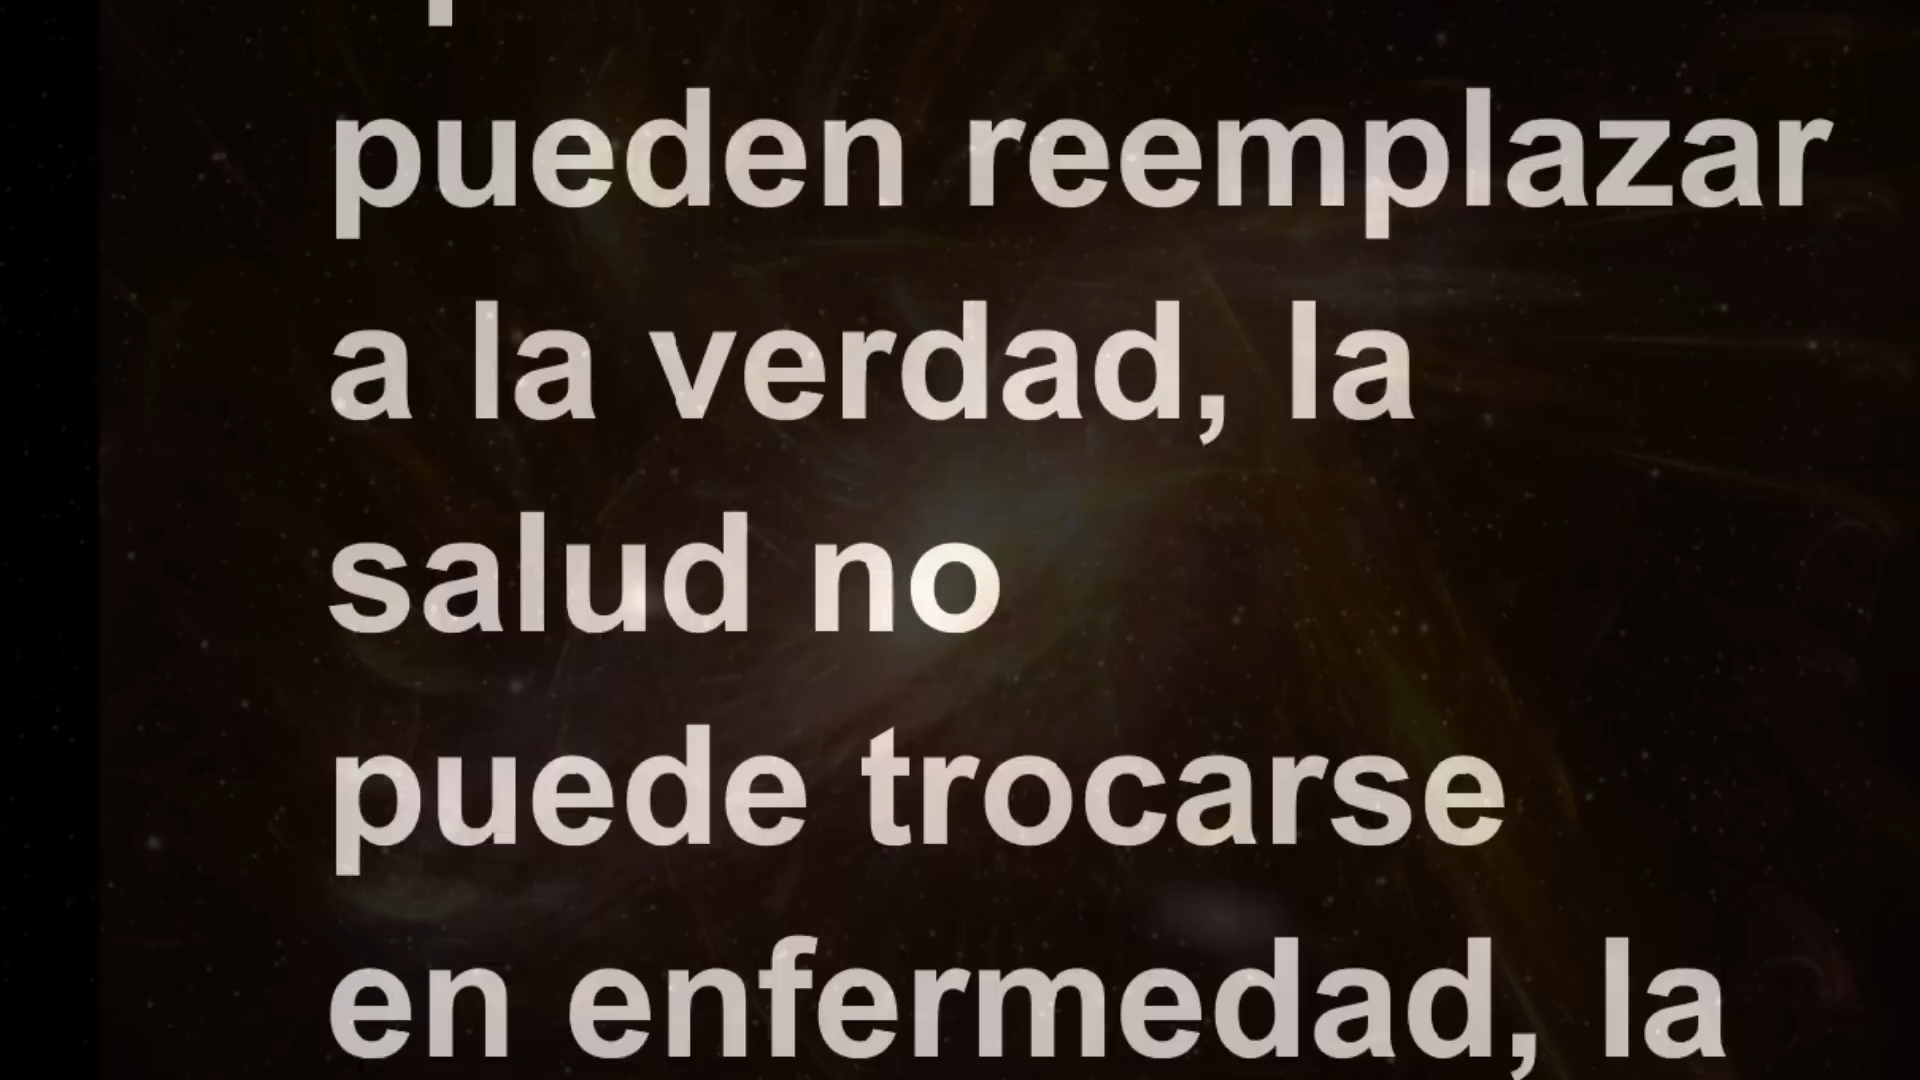 pueden reemplazar
a la verdad, la
salud no
puede trocarse
en enfermedad, la